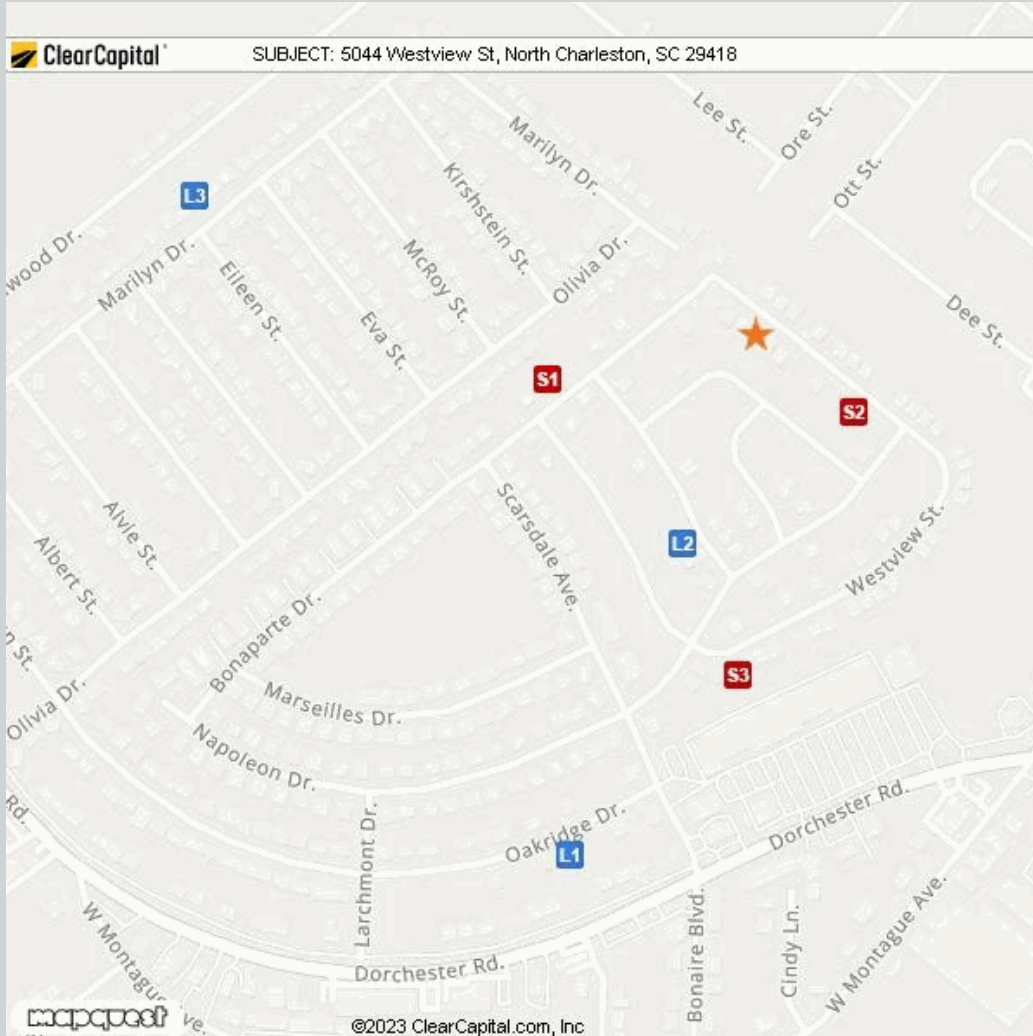 ClearCapital
SUBJECT: 5044 Westview St, North Charleston, SC 29418
Lee St.
Ore St.
Marilyn Dr.
Ott St.
Kirshstein St.
L3
wood Dr.
Marilyn Dr.
McRoy St.
Olivia Dr.
Eileen St.
Dee St.
Eva St.
S1
S2
Scarsdale Ave.
Alvie St.
L2
Albert St.
Westview St.
Bonaparte Dr.
St.
S3
Olivia Dr.
Marseilles Dr.
Napoleon Dr.
Rd.
Oakridge Dr.
Dorchester Rd.
L1
Larchmont Dr.
W Montague Ave.
Bonaire Blvd.
Cindy Ln.
W Montague ve.
Dorchester Rd.
mapquest
©2023 ClearCapital.com, Inc